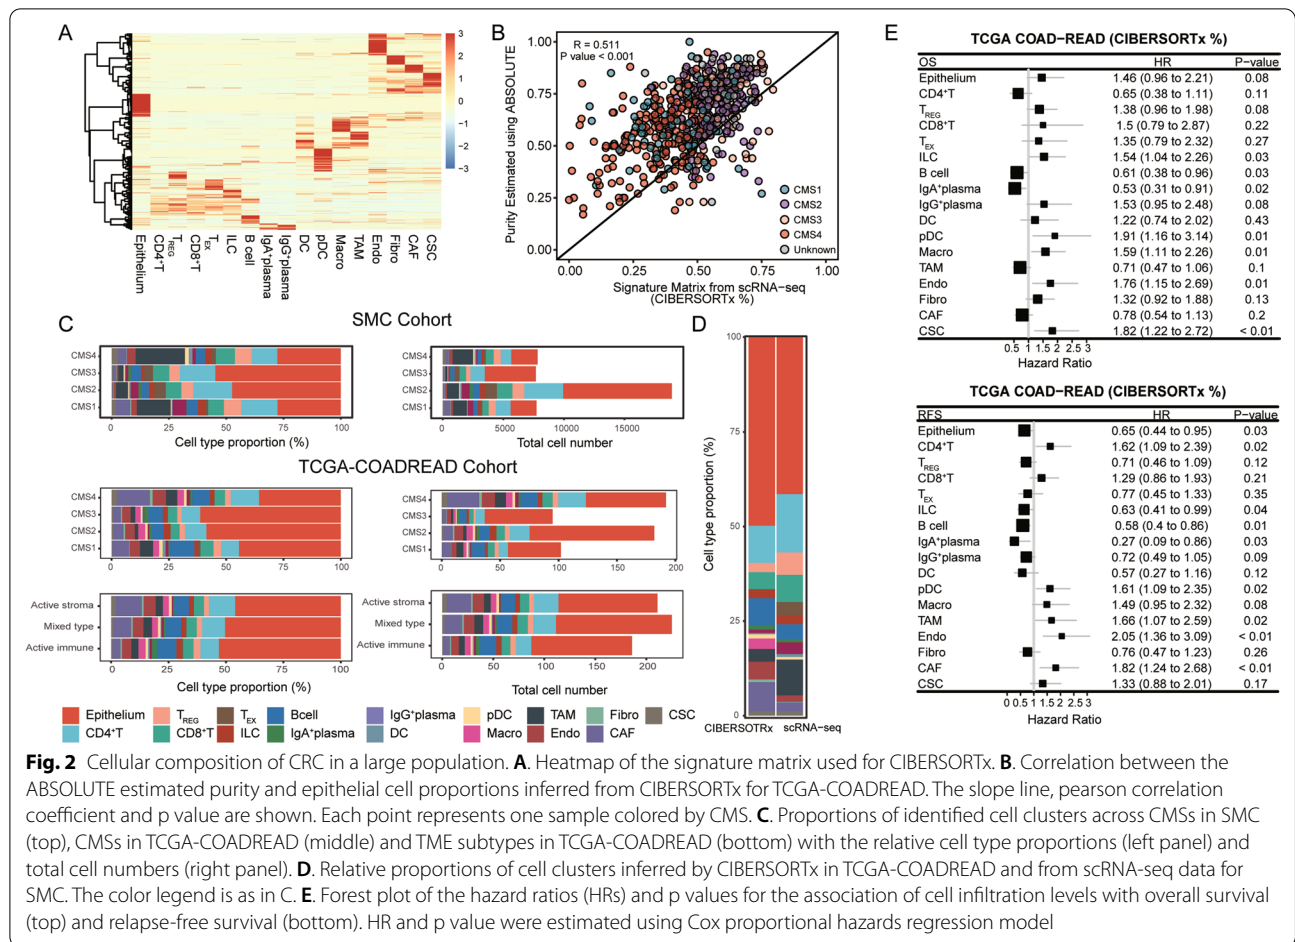 A
3
2
1
0
−1
−2
−3
Epithelium
CD4+T
TREG
CD8+T
TEX
ILC
B cell
IgA+plasma
IgG+plasma
DC
pDC
Macro
TAM
Endo
Fibro
CAF
CSC
B
R = 0.511
P value < 0.001
Purity Estimated using ABSOLUTE
1.00
0.75
0.50
0.25
0.00
CMS1
CMS2
CMS3
CMS4
Unknown
0.00 0.25 0.50 0.75 1.00
Signature Matrix from scRNA−seq
(CIBERSORTx %)
C
SMC Cohort
CMS4
CMS3
CMS2
CMS1
0 25 50 75 100
Cell type proportion (%)
CMS4
CMS3
CMS2
CMS1
0 5000 10000 15000
Total cell number
TCGA-COADREAD Cohort
CMS4
CMS3
CMS2
CMS1
0 25 50 75 100
CMS4
CMS3
CMS2
CMS1
0 50 100 150 200
Active stroma
Mixed type
Active immune
0 25 50 75 100
Cell type proportion (%)
Active stroma
Mixed type
Active immune
0 50 100 150 200
Total cell number
D
Cell type proportion (%)
100
75
50
25
0
CIBERSOTRx scRNA−seq
Epithelium TREG TEX Bcell IgG+plasma pDC TAM Fibro CSC
CD4+T CD8+T ILC IgA+plasma DC Macro Endo CAF
E
TCGA COAD−READ (CIBERSORTx %)
OS HR P−value
Epithelium 1.46 (0.96 to 2.21) 0.08
CD4+T 0.65 (0.38 to 1.11) 0.11
TREG 1.38 (0.96 to 1.98) 0.08
CD8+T 1.5 (0.79 to 2.87) 0.22
TEX 1.35 (0.79 to 2.32) 0.27
ILC 1.54 (1.04 to 2.26) 0.03
B cell 0.61 (0.38 to 0.96) 0.03
IgA+plasma 0.53 (0.31 to 0.91) 0.02
IgG+plasma 1.53 (0.95 to 2.48) 0.08
DC 1.22 (0.74 to 2.02) 0.43
pDC 1.91 (1.16 to 3.14) 0.01
Macro 1.59 (1.11 to 2.26) 0.01
TAM 0.71 (0.47 to 1.06) 0.1
Endo 1.76 (1.15 to 2.69) 0.01
Fibro 1.32 (0.92 to 1.88) 0.13
CAF 0.78 (0.54 to 1.13) 0.2
CSC 1.82 (1.22 to 2.72) < 0.01
0.5 1 1.5 2 2.5 3
Hazard Ratio
TCGA COAD−READ (CIBERSORTx %)
RFS HR P−value
Epithelium 0.65 (0.44 to 0.95) 0.03
CD4+T 1.62 (1.09 to 2.39) 0.02
TREG 0.71 (0.46 to 1.09) 0.12
CD8+T 1.29 (0.86 to 1.93) 0.21
TEX 0.77 (0.45 to 1.33) 0.35
ILC 0.63 (0.41 to 0.99) 0.04
B cell 0.58 (0.4 to 0.86) 0.01
IgA+plasma 0.27 (0.09 to 0.86) 0.03
IgG+plasma 0.72 (0.49 to 1.05) 0.09
DC 0.57 (0.27 to 1.16) 0.12
pDC 1.61 (1.09 to 2.35) 0.02
Macro 1.49 (0.95 to 2.32) 0.08
TAM 1.66 (1.07 to 2.59) 0.02
Endo 2.05 (1.36 to 3.09) < 0.01
Fibro 0.76 (0.47 to 1.23) 0.26
CAF 1.82 (1.24 to 2.68) < 0.01
CSC 1.33 (0.88 to 2.01) 0.17
0 0.5 1 1.5 2 2.5 3
Hazard Ratio
Fig. 2 Cellular composition of CRC in a large population. A. Heatmap of the signature matrix used for CIBERSORTx. B. Correlation between the
ABSOLUTE estimated purity and epithelial cell proportions inferred from CIBERSORTx for TCGA-COADREAD. The slope line, pearson correlation
coefficient and p value are shown. Each point represents one sample colored by CMS. C. Proportions of identified cell clusters across CMSs in SMC
(top), CMSs in TCGA-COADREAD (middle) and TME subtypes in TCGA-COADREAD (bottom) with the relative cell type proportions (left panel) and
total cell numbers (right panel). D. Relative proportions of cell clusters inferred by CIBERSORTx in TCGA-COADREAD and from scRNA-seq data for
SMC. The color legend is as in C. E. Forest plot of the hazard ratios (HRs) and p values for the association of cell infiltration levels with overall survival
(top) and relapse-free survival (bottom). HR and p value were estimated using Cox proportional hazards regression model